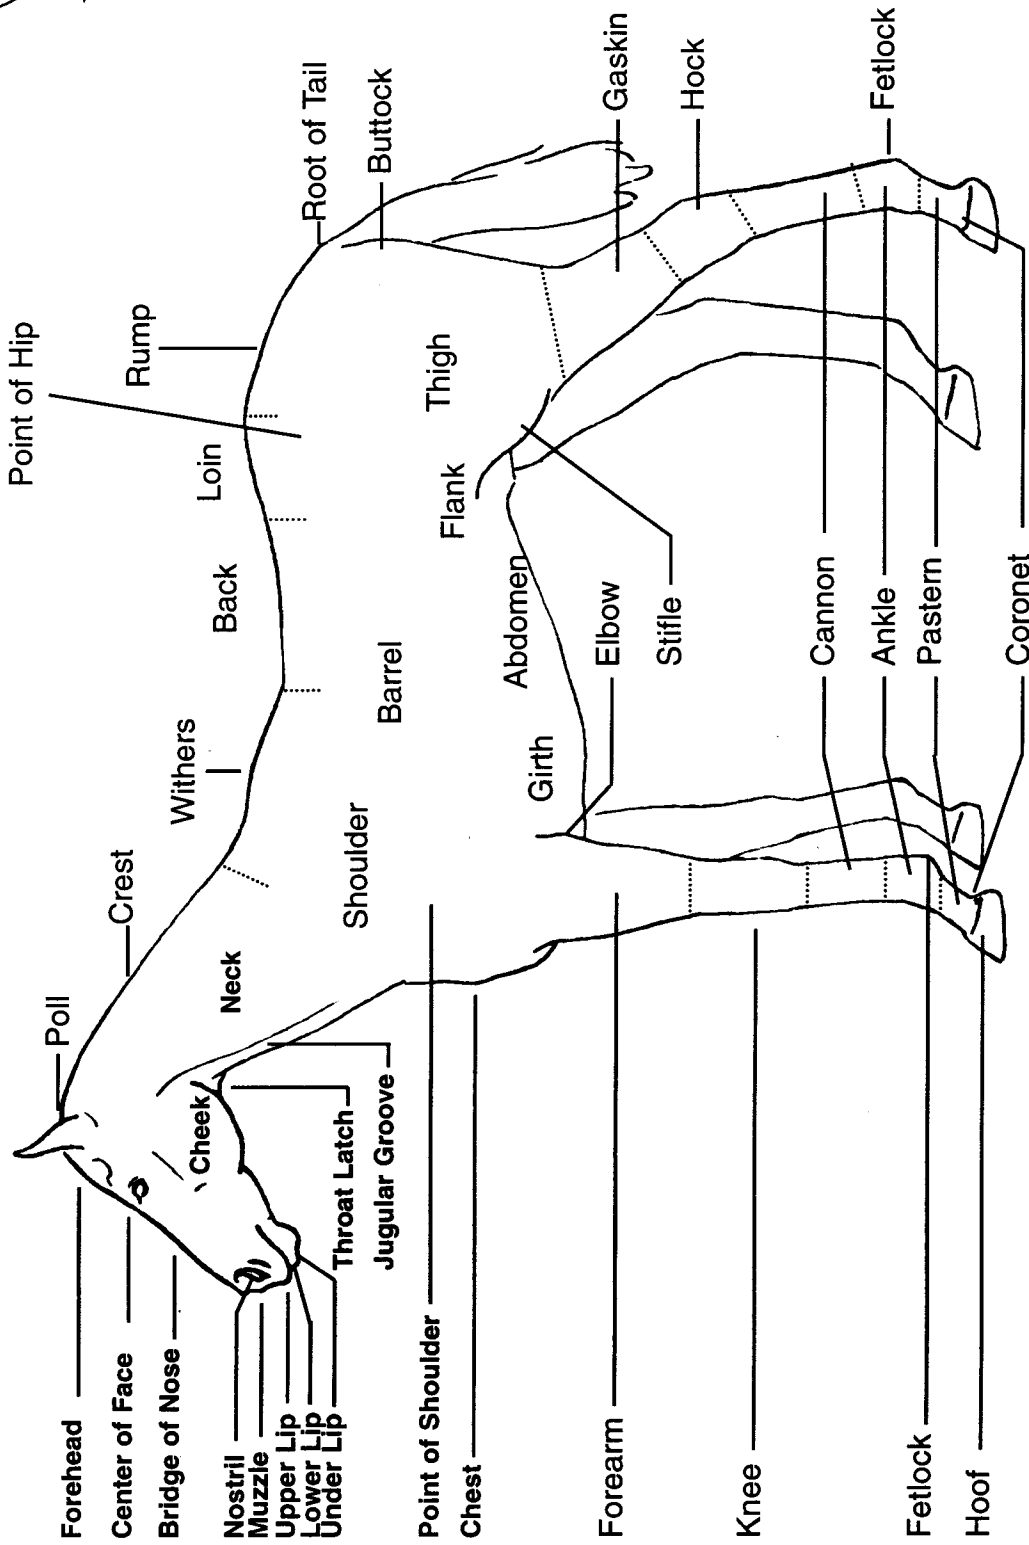 Point of Hip
Rump
Root of Tail
Buttock
Gaskin
Hock
Fetlock
Loin
Back
Withers
Crest
Poll
Thigh
Flank
Abdomen
Barrel
Shoulder
Girth
Elbow
Stifle
Cannon
Ankle
Pastern
Coronet
Neck
Cheek
Throat Latch
Jugular Groove
Forehead
Center of Face
Bridge of Nose
Nostril
Muzzle
Upper Lip
Lower Lip
Under Lip
Point of Shoulder
Chest
Forearm
Knee
Fetlock
Hoof